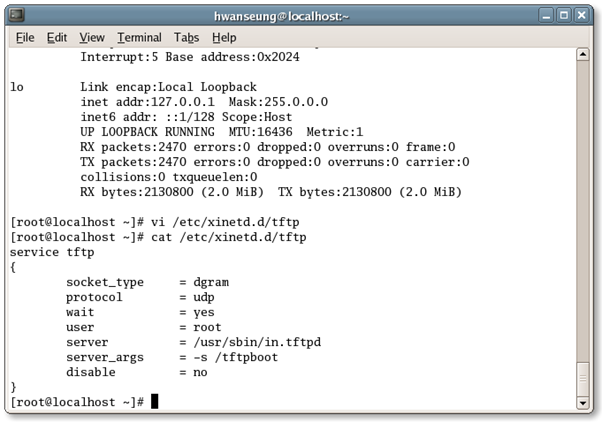 hwanseung@localhost:~
File Edit View Terminal Tabs Help
Interrupt:5 Base address:0x2024
lo Link encap:Local Loopback
inet addr:127.0.0.1 Mask:255.0.0.0
inet6 addr: ::1/128 Scope:Host
UP LOOPBACK RUNNING MTU:16436 Metric:1
RX packets:2470 errors:0 dropped:0 overruns:0 frame:0
TX packets:2470 errors:0 dropped:0 overruns:0 carrier:0
collisions:0 txqueuelen:0
RX bytes:2130800 (2.0 MiB) TX bytes:2130800 (2.0 MiB)
[root@localhost ~]# vi /etc/xinetd.d/tftp
[root@localhost ~]# cat /etc/xinetd.d/tftp
service tftp
{
socket_type = dgram
protocol = udp
wait = yes
user = root
server = /usr/sbin/in.tftpd
server_args = -s /tftpboot
disable = no
}
[root@localhost ~]#